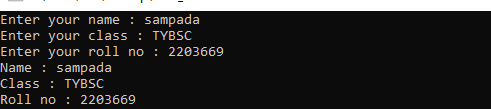 Enter your name : sampada
Enter your class : TYBSC
Enter your roll no : 2203669
Name : sampada
Class : TYBSC
Roll no : 2203669